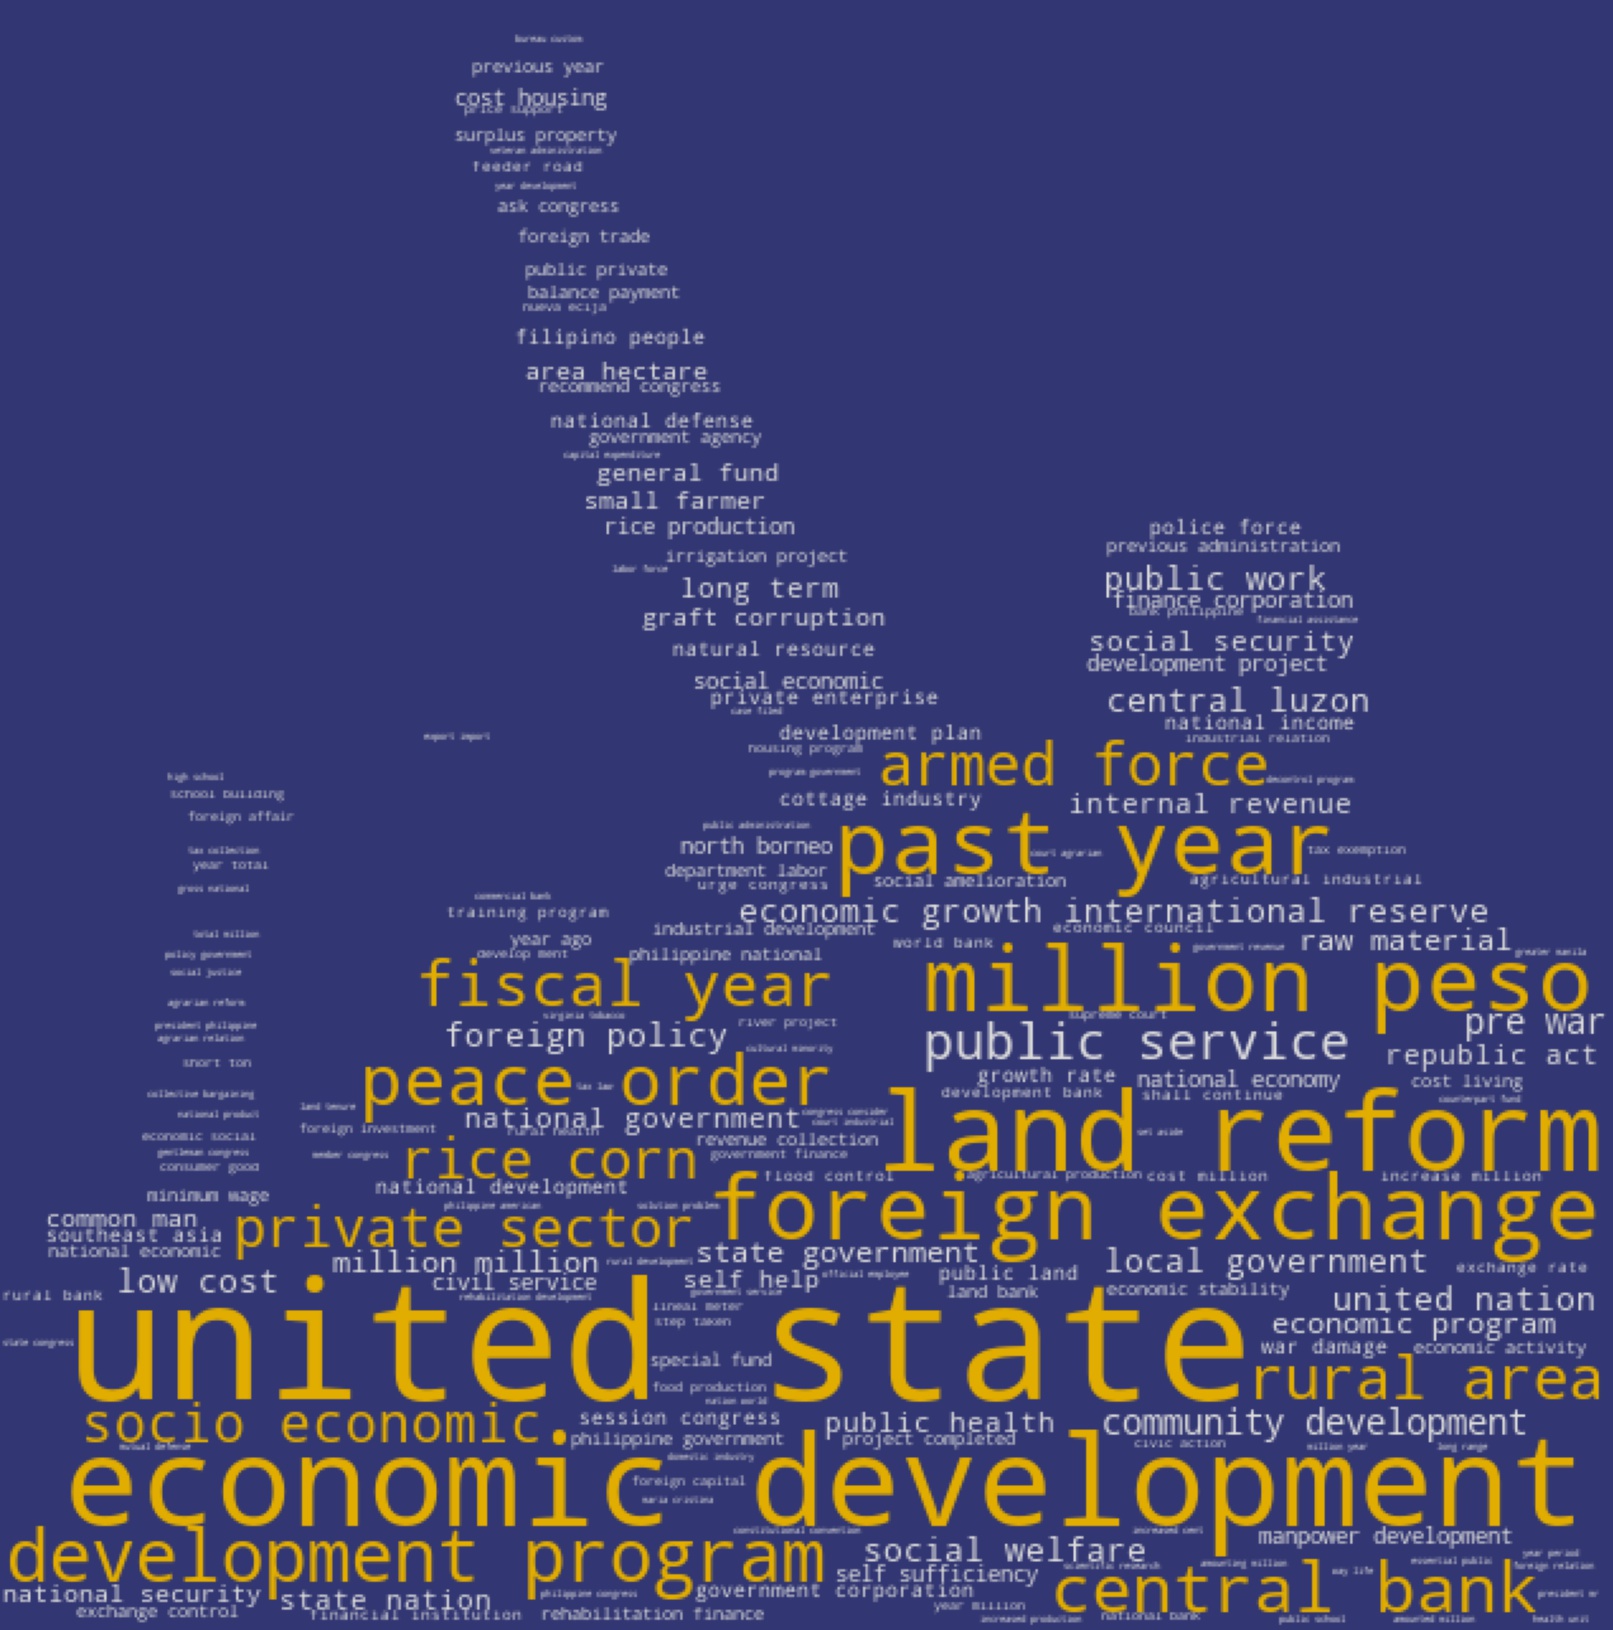 bureau custom
previous year
cost housing
price support
surplus property
veteran administration
feeder road
year development
ask congress
foreign trade
public private
balance payment
nueva ecija
filipino people
area hectare
recommend congress
national defense
government agency
capital expenditure
general fund
small farmer
rice production
police force
previous administration
irrigation project
labor force
public work
long term
finance corporation
bank philippine
financial assistance
graft corruption
social security
natural resource
development project
social economic
private enterprise
central luzon
case filed
national income
development plan
industrial relation
export import
housing program
armed force
program government
decontrol program
high school
school building
cottage industry
internal revenue
foreign affair
public administration
past year
north borneo
tax collection
court agrarian
tax exemption
year total
department labor
urge congress
social amelioration
agricultural industrial
gross national
commercial bank
training program
economic growth
international reserve
industrial development
economic council
total million
year ago
world bank
government revenue
raw material
policy government
develop ment
philippine national
greater manila
social justice
fiscal year
million peso
agrarian reform
virginia tobacco
supreme court
president philippine
river project
pre war
agrarian relation
foreign policy
public service
cultural minority
republic act
short ton
peace order
tax law
growth rate
national economy
cost living
collective bargaining
development bank
shall continue
counterpart fund
land tenure
national product
national government
congress consider
court industrial
land reform
foreign investment
rural health
set aside
economic social
revenue collection
gentleman congress
member congress
rice corn
government finance
consumer good
flood control
agricultural production
cost million
increase million
national development
minimum wage
philippine american
solution problem
foreign exchange
common man
private sector
southeast asia
national economic
state government
million million
rural development
local government
exchange rate
low cost
civil service
self help
official employee
public land
rural bank
rehabilitation development
government service
land bank
economic stability
united nation
lineal meter
step taken
economic program
state congress
united state
war damage
economic activity
special fund
food production
rural area
nation world
socio economic
session congress
public health
community development
philippine government
project completed
civic action
million year
long range
mutual defense
domestic industry
foreign capital
economic development
maria cristina
constitutional convention
increased cent
manpower development
development program
social welfare
year period
self sufficiency
scientific research
amounting million
essential public
foreign relation
way life
national security
state nation
philippine congress
government corporation
central bank
president
year million
exchange control
financial institution
rehabilitation finance
increased production
national bank
public school
amounted million
health unit